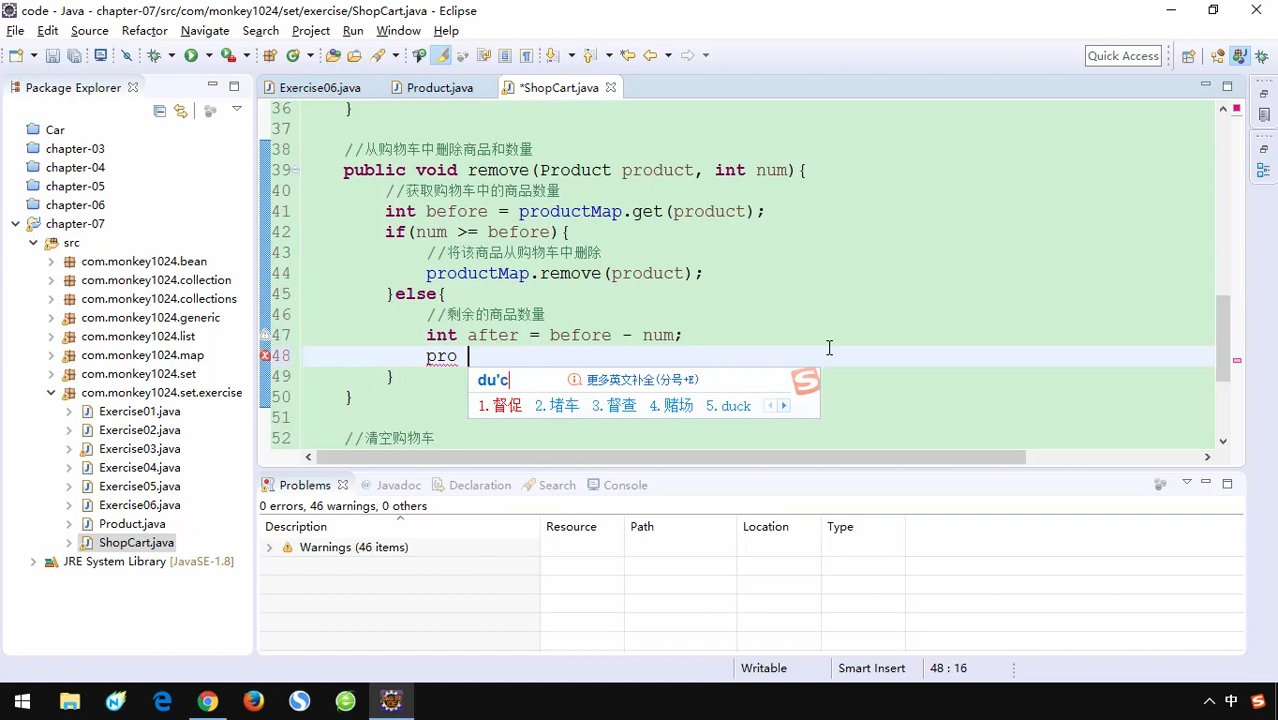 code - Java - chapter-07/src/com/monkey1024/set/exercise/ShopCart.java - Eclipse
File Edit Source Refactor Navigate Search Project Run Window Help
Quick Access
Package Explorer
Exercise06.java Product.java *ShopCart.java
Car
chapter-03
chapter-04
chapter-05
chapter-06
chapter-07
src
com.monkey1024.bean
com.monkey1024.collection
com.monkey1024.collections
com.monkey1024.generic
com.monkey1024.list
com.monkey1024.map
com.monkey1024.set
com.monkey1024.set.exercise
Exercise01.java
Exercise02.java
Exercise03.java
Exercise04.java
Exercise05.java
Exercise06.java
Product.java
ShopCart.java
JRE System Library [JavaSE-1.8]
36 }
37
38 //从购物车中删除商品和数量
39 public void remove(Product product, int num){
40 //获取购物车中的商品数量
41 int before = productMap.get(product);
42 if(num >= before){
43 //将该商品从购物车中删除
44 productMap.remove(product);
45 }else{
46 //剩余的商品数量
47 int after = before - num;
48 pro
49 }
50 }
51
52 //清空购物车
du'c 更多英文补全(分号+E)
1.督促 2.堵车 3.督查 4.赌场 5.duck
Problems Javadoc Declaration Search Console
0 errors, 46 warnings, 0 others
Description Resource Path Location Type
Warnings (46 items)
Writable Smart Insert 48 : 16
中